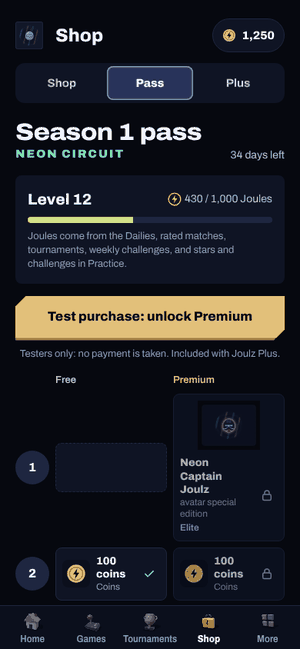 Shop
1,250
Shop
Pass
Plus
Season 1 pass
NEON CIRCUIT
34 days left
Level 12
430 / 1,000 Joules
Joules come from the Dailies, rated matches,
tournaments, weekly challenges, and stars and
challenges in Practice.
Test purchase: unlock Premium
Testers only: no payment is taken. Included with Joulz Plus.
Free
Premium
1
Neon
Captain
Joulz
avatar special
edition
Elite
2
100
coins
Coins
100
coins
Coins
Home
Games
Tournaments
Shop
More